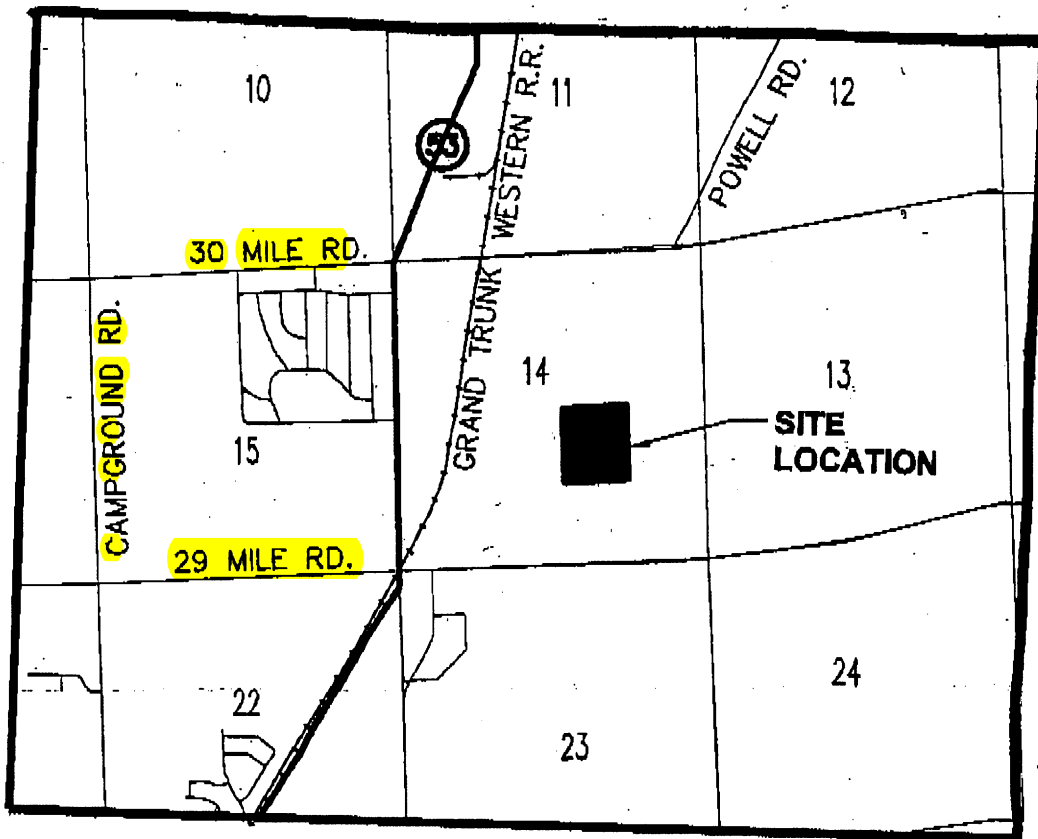 10
11
12
53
POWELL RD.
30 MILE RD.
GRAND TRUNK WESTERN R.R.
CAMPGROUND RD.
14
13
SITE
LOCATION
15
29 MILE RD.
24
22
23